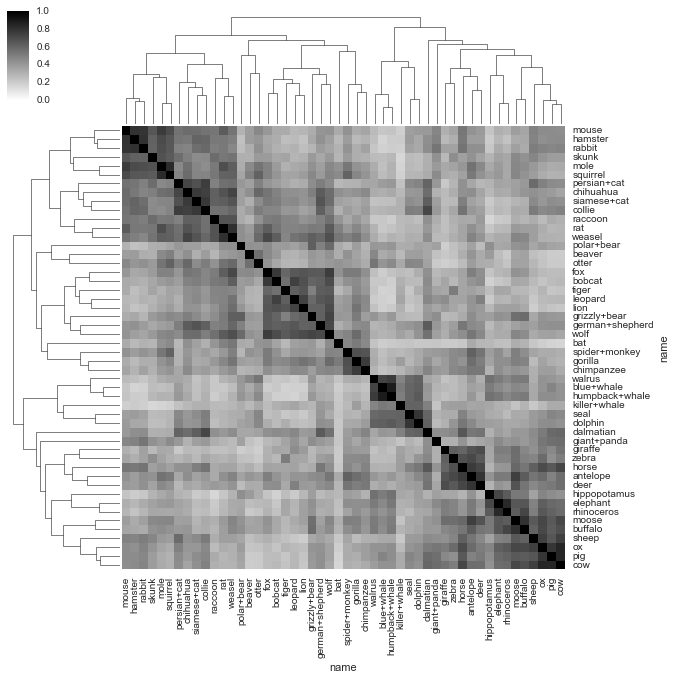 1.0
0.8
0.6
0.4
0.2
0.0
mouse
hamster
rabbit
skunk
mole
squirrel
persian+cat
chihuahua
siamese+cat
collie
raccoon
rat
weasel
polar+bear
beaver
otter
fox
bobcat
tiger
leopard
lion
grizzly+bear
german+shepherd
wolf
bat
spider+monkey
gorilla
chimpanzee
walrus
blue+whale
humpback+whale
killer+whale
seal
dolphin
dalmatian
giant+panda
giraffe
zebra
horse
antelope
deer
hippopotamus
elephant
rhinoceros
moose
buffalo
sheep
ox
pig
cow
name
mouse
hamster
rabbit
skunk
mole
squirrel
persian+cat
chihuahua
siamese+cat
collie
raccoon
rat
weasel
polar+bear
beaver
otter
fox
bobcat
tiger
leopard
lion
grizzly+bear
german+shepherd
wolf
bat
spider+monkey
gorilla
chimpanzee
walrus
blue+whale
humpback+whale
killer+whale
seal
dolphin
dalmatian
giant+panda
giraffe
zebra
horse
antelope
deer
hippopotamus
elephant
rhinoceros
moose
buffalo
sheep
ox
pig
cow
name